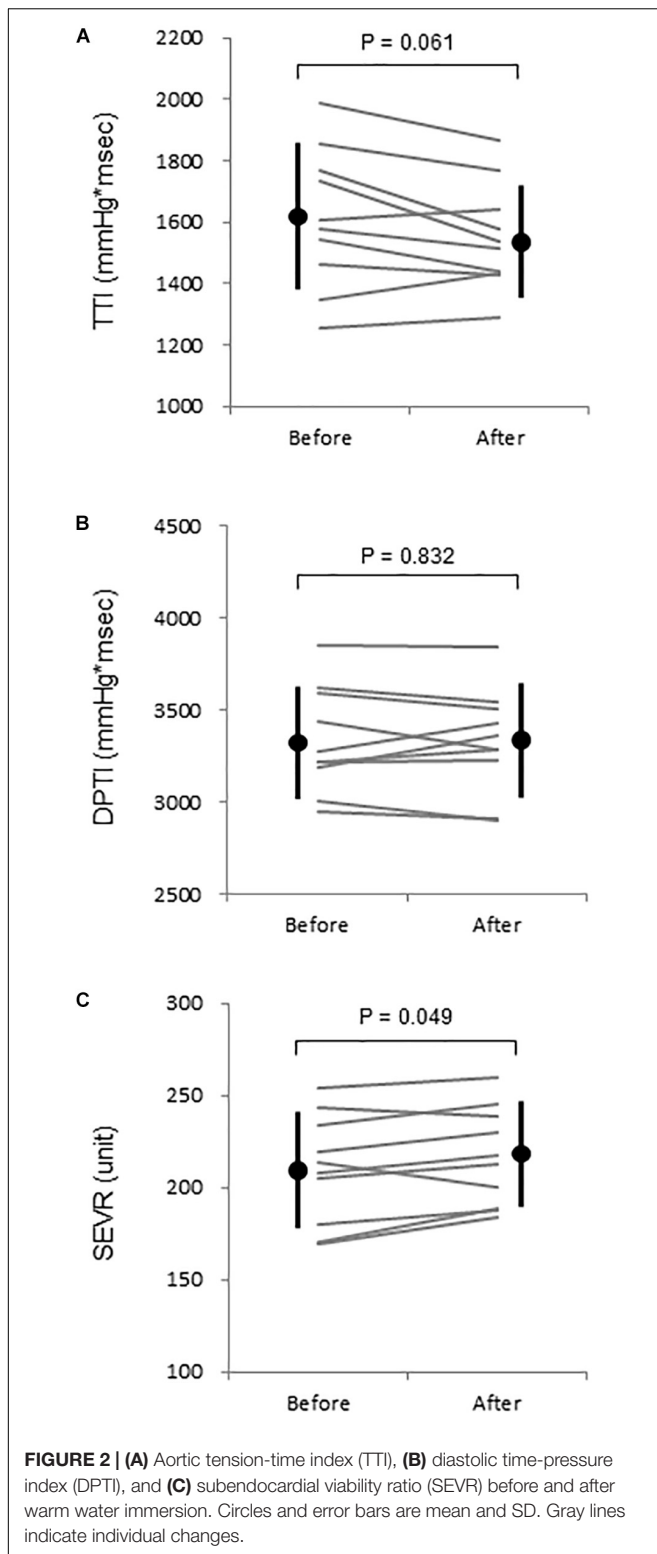 A
2200
P = 0.061
2000
1800
1600
1400
1200
1000
TTI (mmHg*msec)
Before After
B
4500
P = 0.832
4000
3500
3000
2500
DPTI (mmHg*msec)
Before After
C
300
P = 0.049
250
200
150
100
SEVR (unit)
Before After
FIGURE 2 | (A) Aortic tension-time index (TTI), (B) diastolic time-pressure
index (DPTI), and (C) subendocardial viability ratio (SEVR) before and after
warm water immersion. Circles and error bars are mean and SD. Gray lines
indicate individual changes.